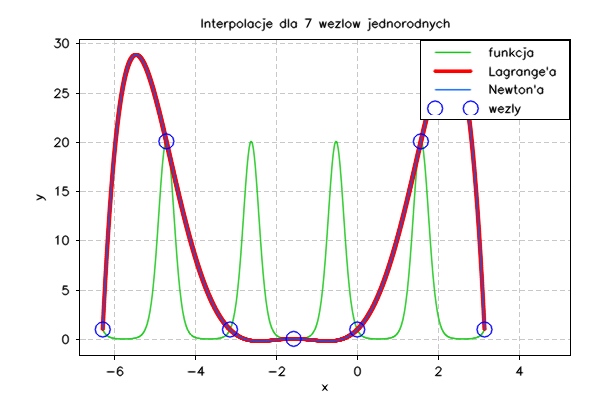 Interpolacje dla 7 wezlow jednorodnych
funkcja
Lagrange'a
Newton'a
wezly
30
25
20
15
10
5
0
y
−6
−4
−2
0
2
4
x